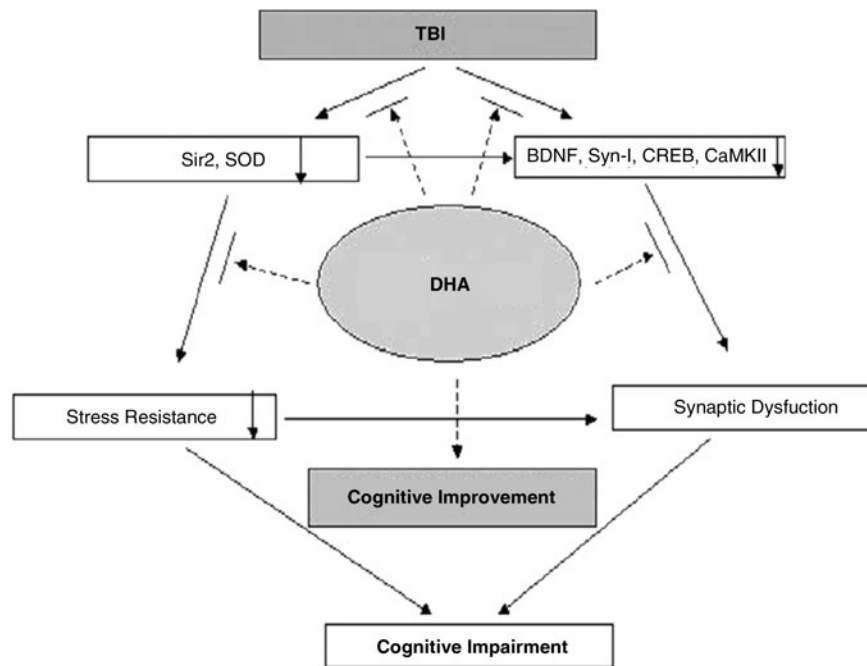 TBI
Sir2, SOD
BDNF, Syn-I, CREB, CaMKII
DHA
Stress Resistance
Synaptic Dysfuction
Cognitive Improvement
Cognitive Impairment